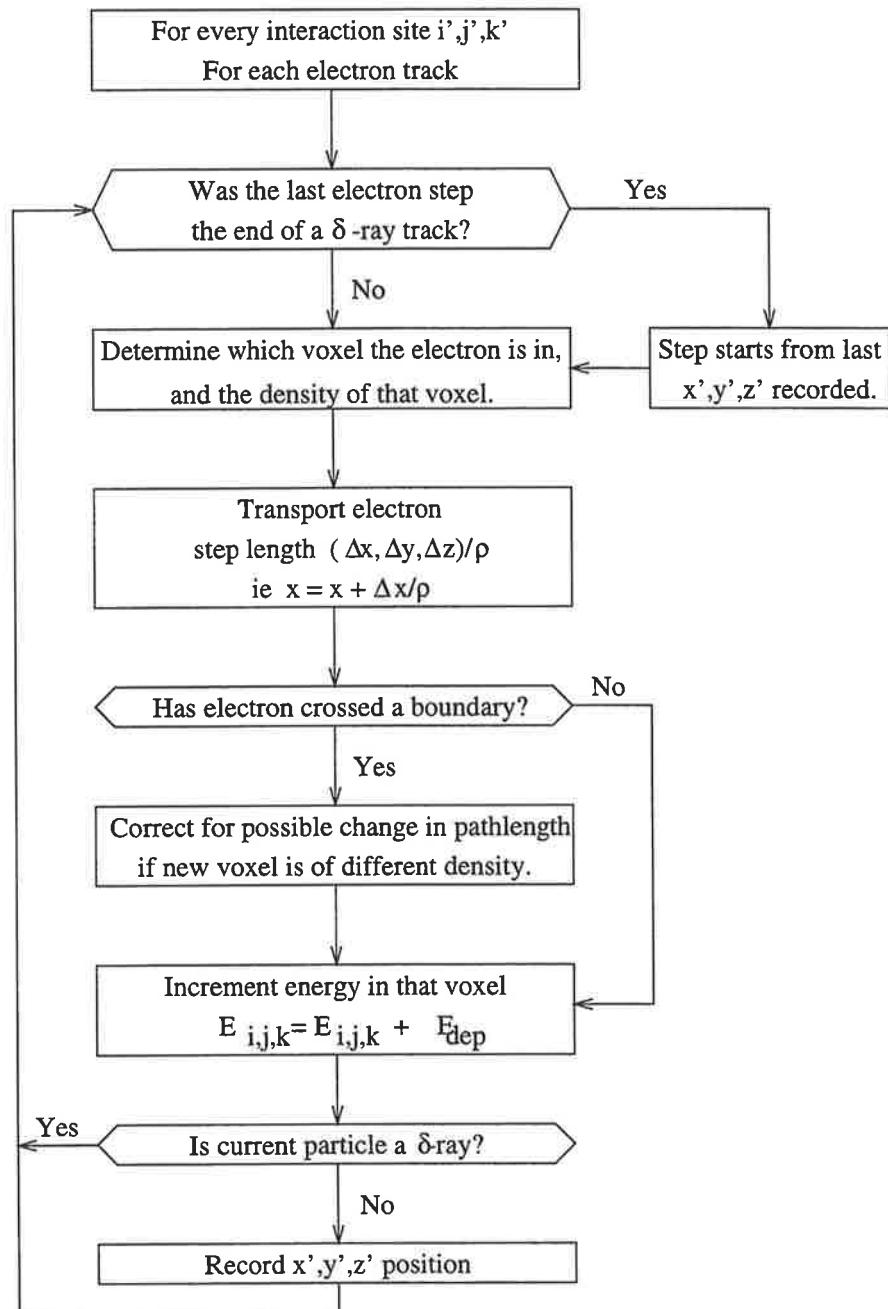 For every interaction site i',j',k'
For each electron track
Was the last electron step
the end of a δ -ray track?
Yes
No
Determine which voxel the electron is in,
and the density of that voxel.
Step starts from last
x',y',z' recorded.
Transport electron
step length ( Δx, Δy, Δz)/ρ
ie x = x + Δx/ρ
Has electron crossed a boundary?
No
Yes
Correct for possible change in pathlength
if new voxel is of different density.
Increment energy in that voxel
E i,j,k = E i,j,k + Edep
Yes
Is current particle a δ-ray?
No
Record x',y',z' position